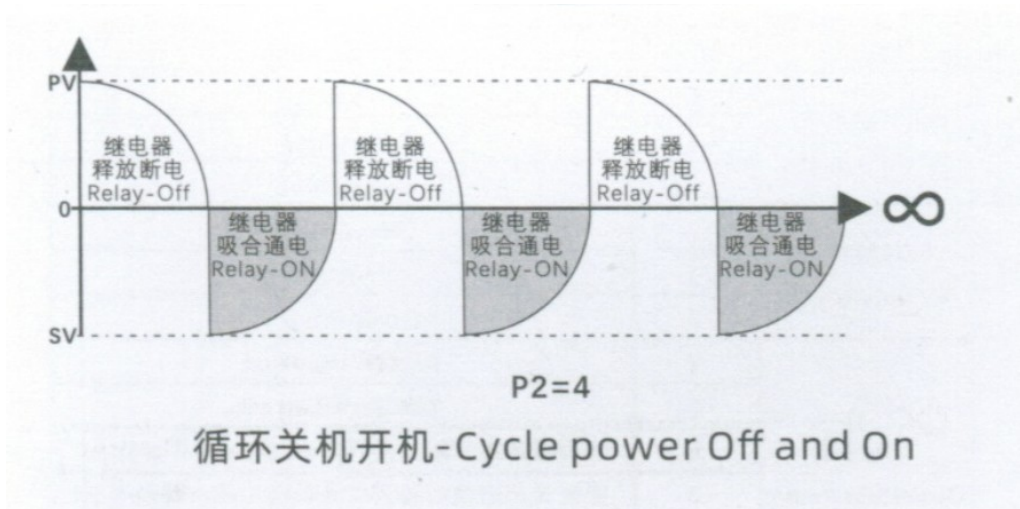 PV
继电器
释放断电
Relay-Off
继电器
释放断电
Relay-Off
继电器
释放断电
Relay-Off
0
∞
继电器
吸合通电
Relay-ON
继电器
吸合通电
Relay-ON
继电器
吸合通电
Relay-ON
SV
P2=4
循环关机开机-Cycle power Off and On